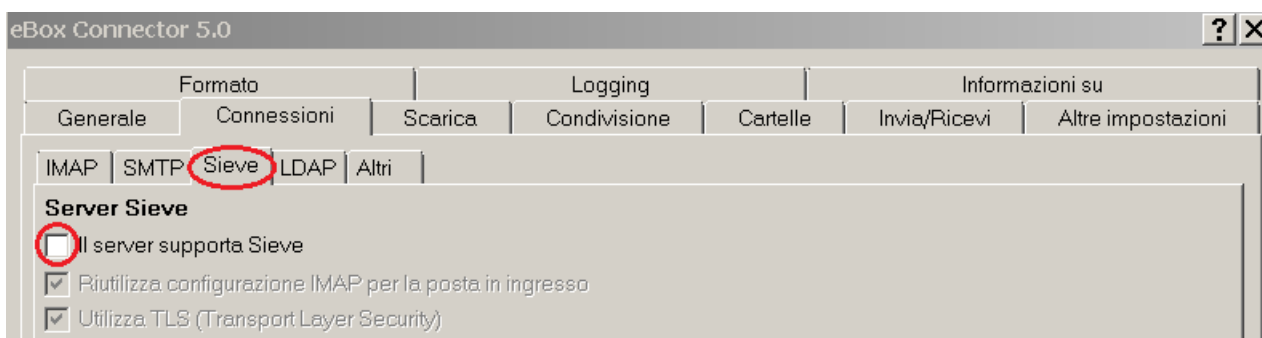 eBox Connector 5.0
Formato Logging Informazioni su
Generale Connessioni Scarica Condivisione Cartelle Invia/Ricevi Altre impostazioni
IMAP SMTP Sieve LDAP Altri
Server Sieve
Il server supporta Sieve
Riutilizza configurazione IMAP per la posta in ingresso
Utilizza TLS (Transport Layer Security)